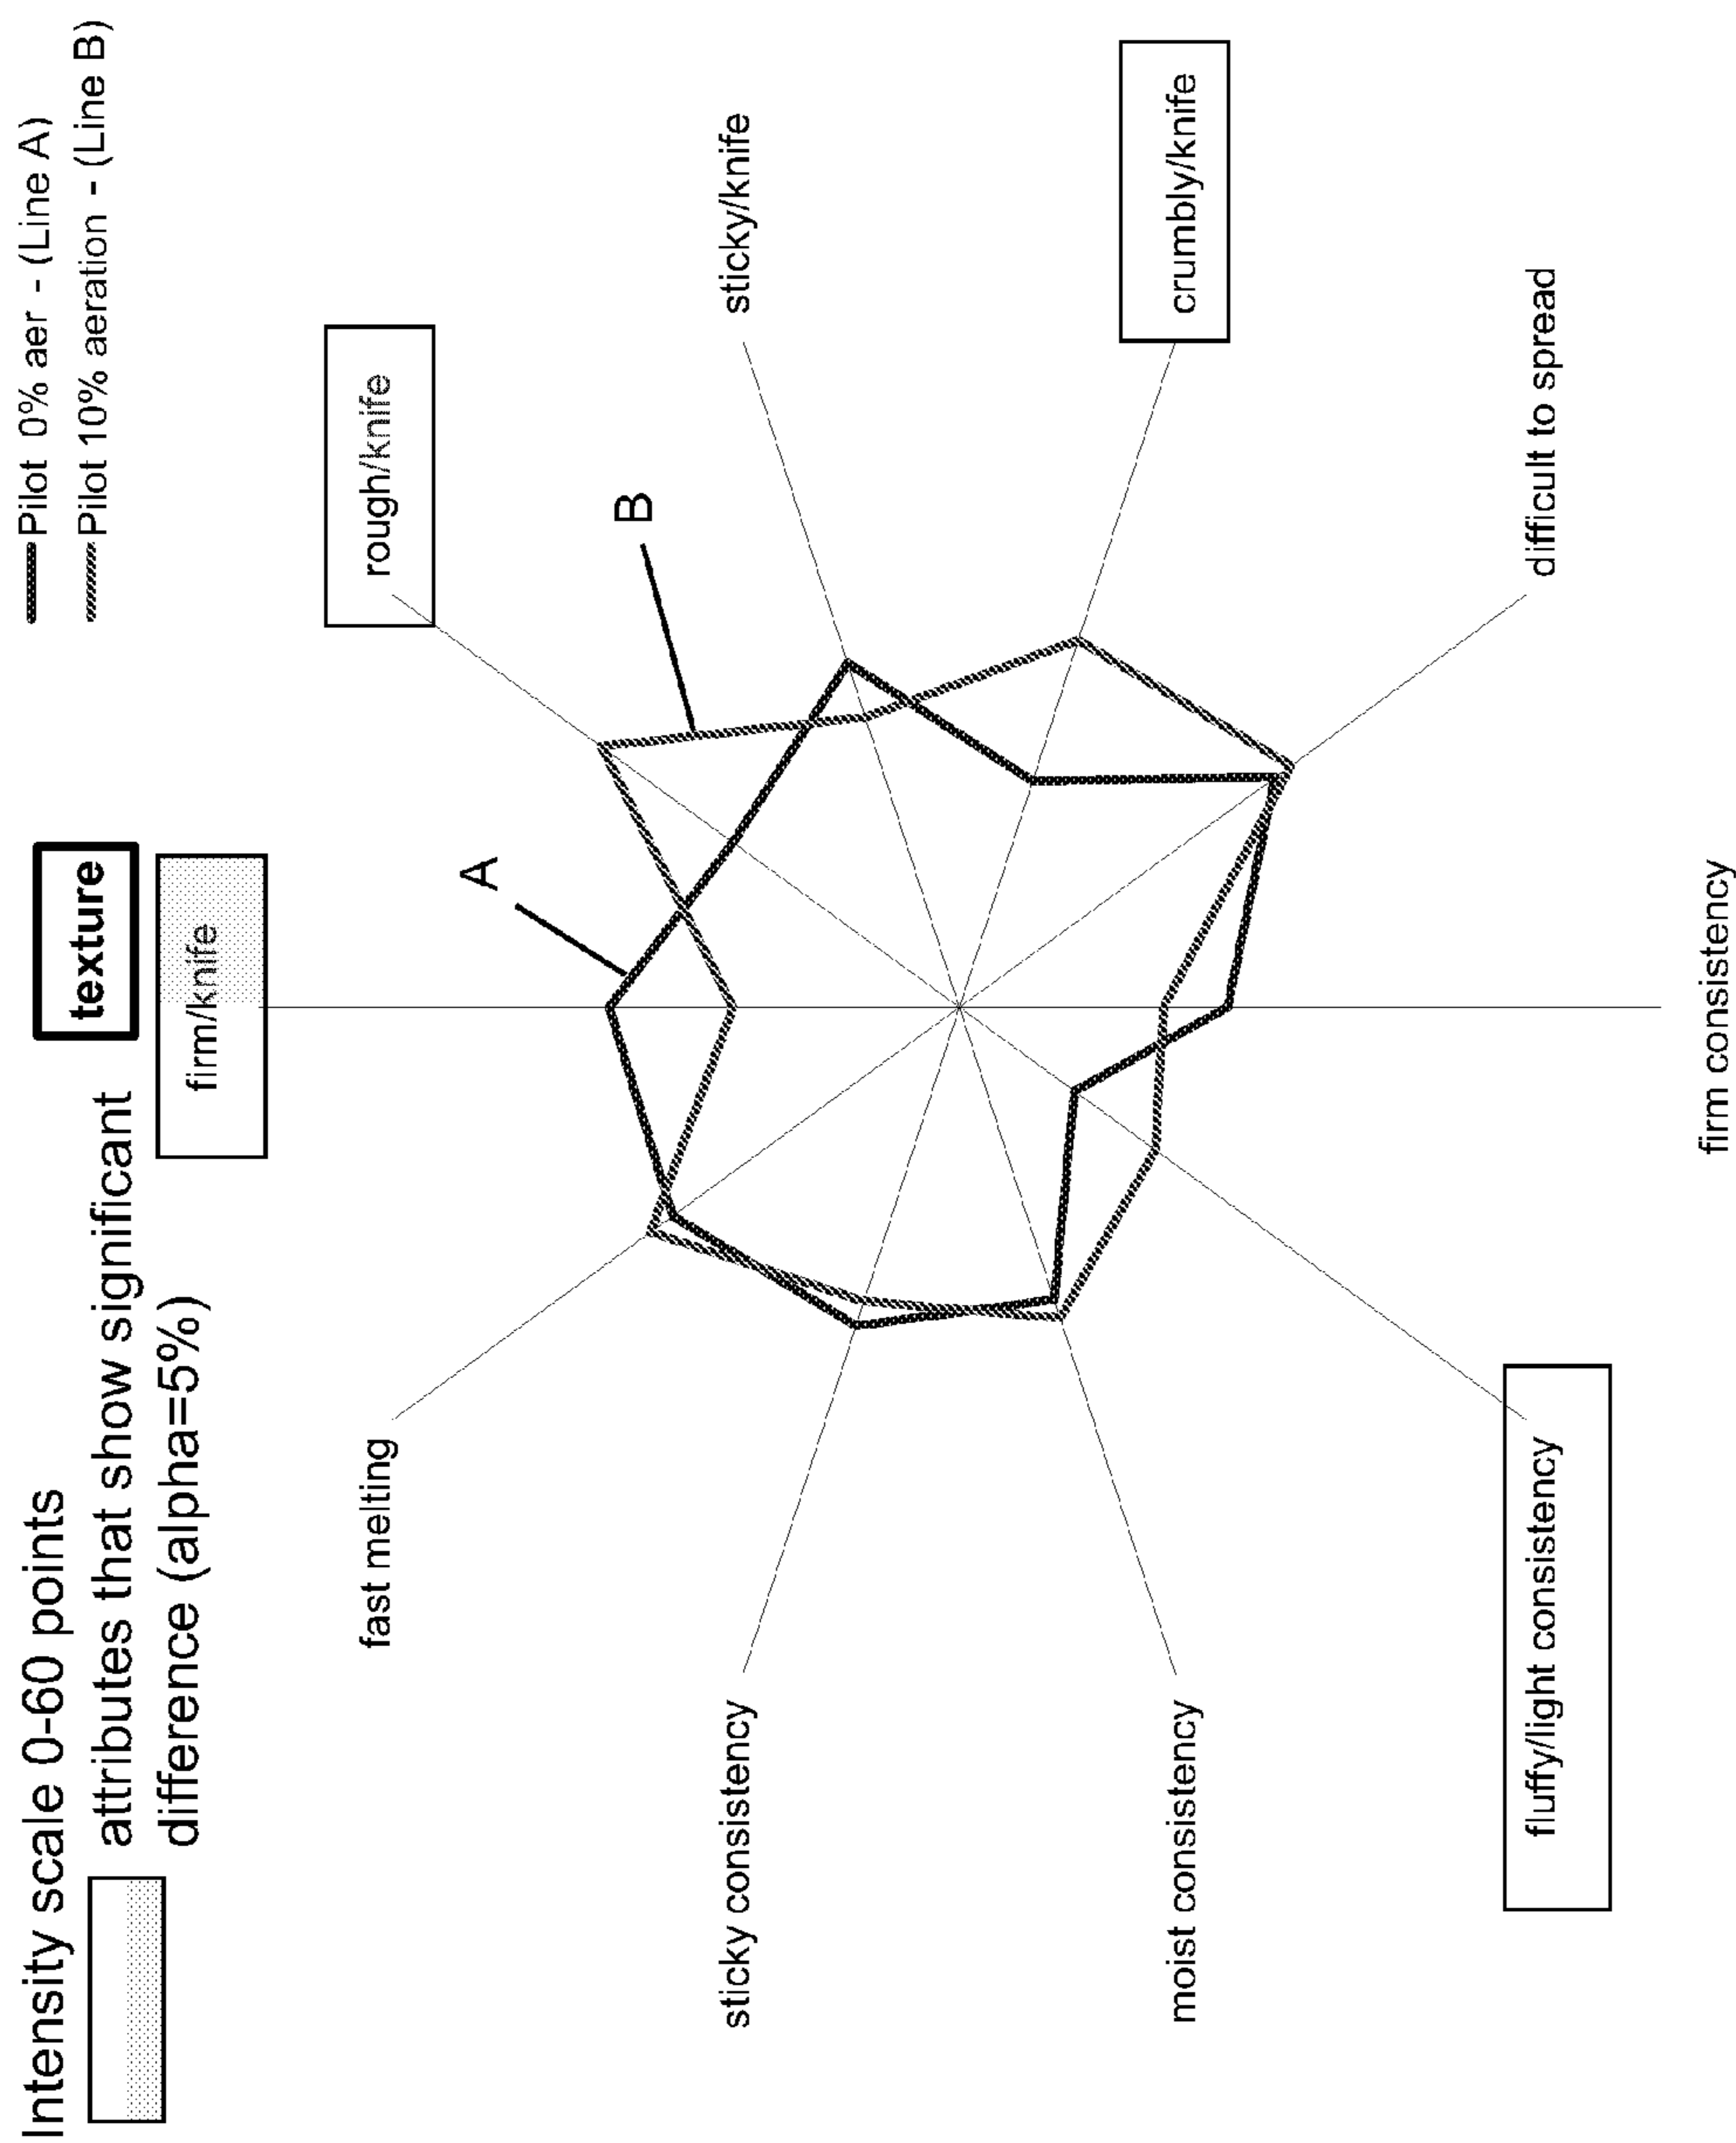 Intensity scale 0-60 points
attributes that show significant
difference (alpha=5%)
texture
Pilot 0% aer - (Line A)
Pilot 10% aeration - (Line B)
firm/knife
rough/knife
sticky/knife
crumbly/knife
difficult to spread
firm consistency
fluffy/light consistency
moist consistency
sticky consistency
fast melting
A
B